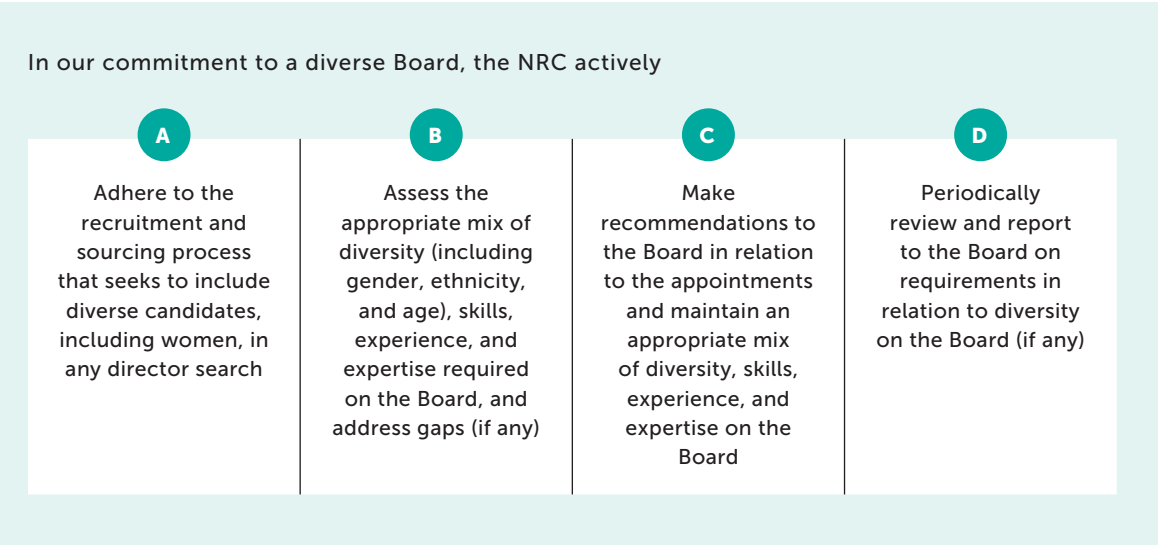 In our commitment to a diverse Board, the NRC actively
A
Adhere to the
recruitment and
sourcing process
that seeks to include
diverse candidates,
including women, in
any director search
B
Assess the
appropriate mix of
diversity (including
gender, ethnicity,
and age), skills,
experience, and
expertise required
on the Board, and
address gaps (if any)
C
Make
recommendations to
the Board in relation
to the appointments
and maintain an
appropriate mix
of diversity, skills,
experience, and
expertise on the
Board
D
Periodically
review and report
to the Board on
requirements in
relation to diversity
on the Board (if any)